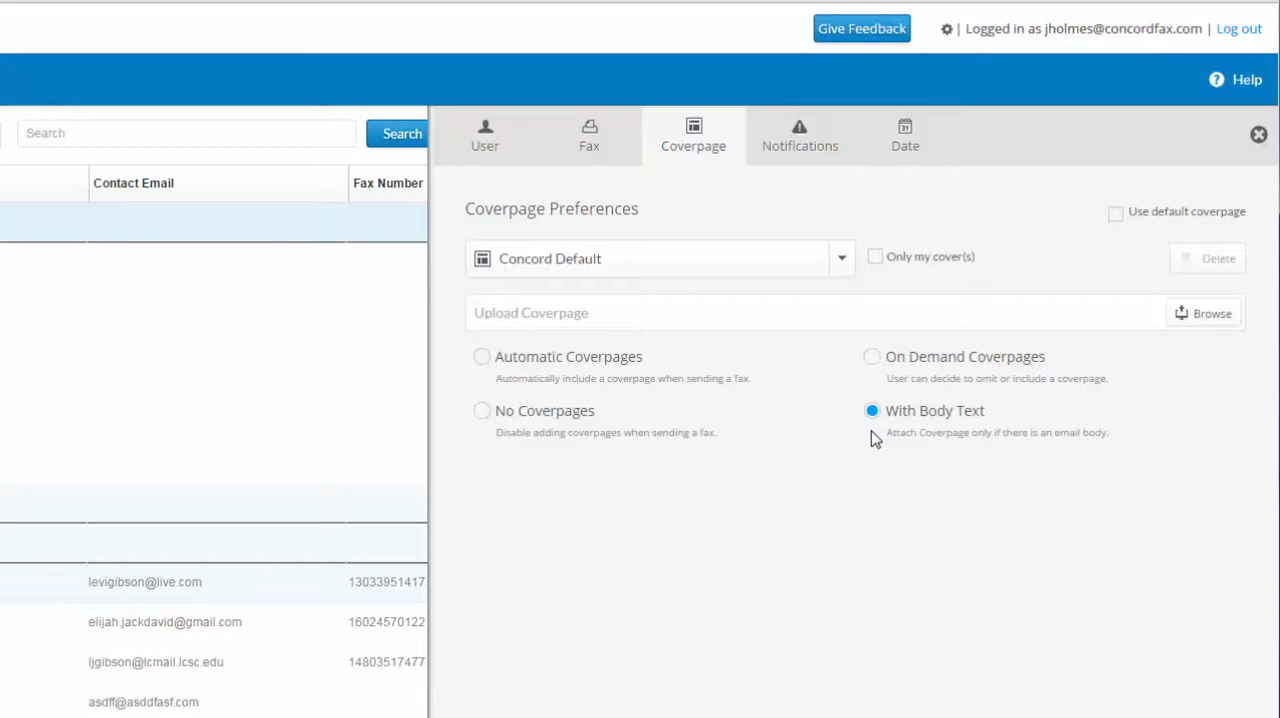 Give Feedback | Logged in as jholmes@concordfax.com | Log out
? Help
Search Search
Contact Email Fax Number
levigibson@live.com 13033951417
elijah.jackdavid@gmail.com 16024570122
ljgibson@lcmail.lcsc.edu 14803517477
asdff@asddfasf.com
User Fax Coverpage Notifications 31 Date
Coverpage Preferences Use default coverpage
Concord Default Only my cover(s) Delete
Upload Coverpage Browse
Automatic Coverpages On Demand Coverpages
Automatically include a coverpage when sending a fax. User can decide to omit or include a coverpage.
No Coverpages With Body Text
Disable adding coverpages when sending a fax. Attach Coverpage only if there is an email body.